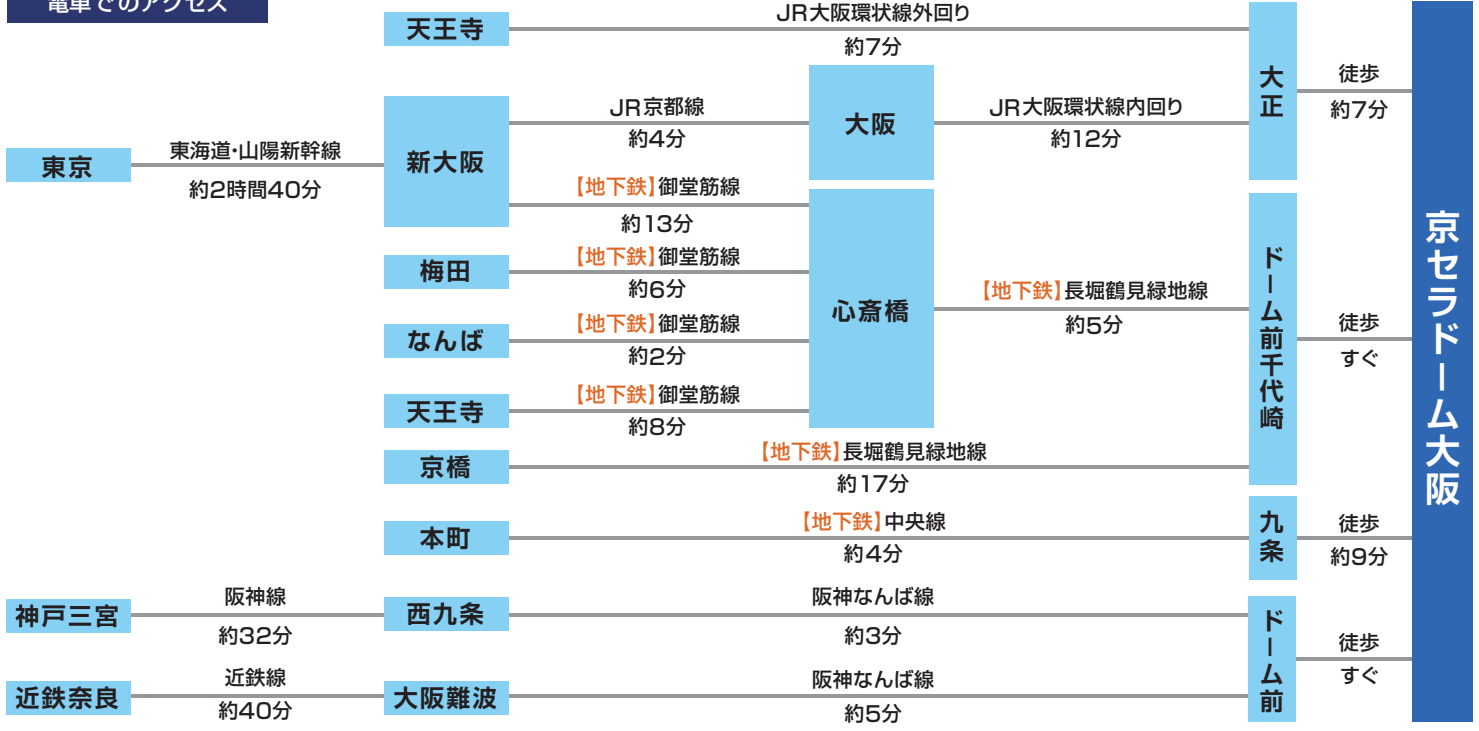 電車でのアクセス
天王寺
JR大阪環状線外回り
約7分
大正
徒歩
約7分
東京
東海道・山陽新幹線
約2時間40分
新大阪
JR京都線
約4分
大阪
JR大阪環状線内回り
約12分
【地下鉄】御堂筋線
約13分
梅田
【地下鉄】御堂筋線
約6分
なんば
【地下鉄】御堂筋線
約2分
天王寺
【地下鉄】御堂筋線
約8分
心斎橋
【地下鉄】長堀鶴見緑地線
約5分
ドーム前千代崎
徒歩
すぐ
京橋
【地下鉄】長堀鶴見緑地線
約17分
本町
【地下鉄】中央線
約4分
九条
徒歩
約9分
神戸三宮
阪神線
約32分
西九条
阪神なんば線
約3分
ドーム前
徒歩
すぐ
近鉄奈良
近鉄線
約40分
大阪難波
阪神なんば線
約5分
京セラドーム大阪